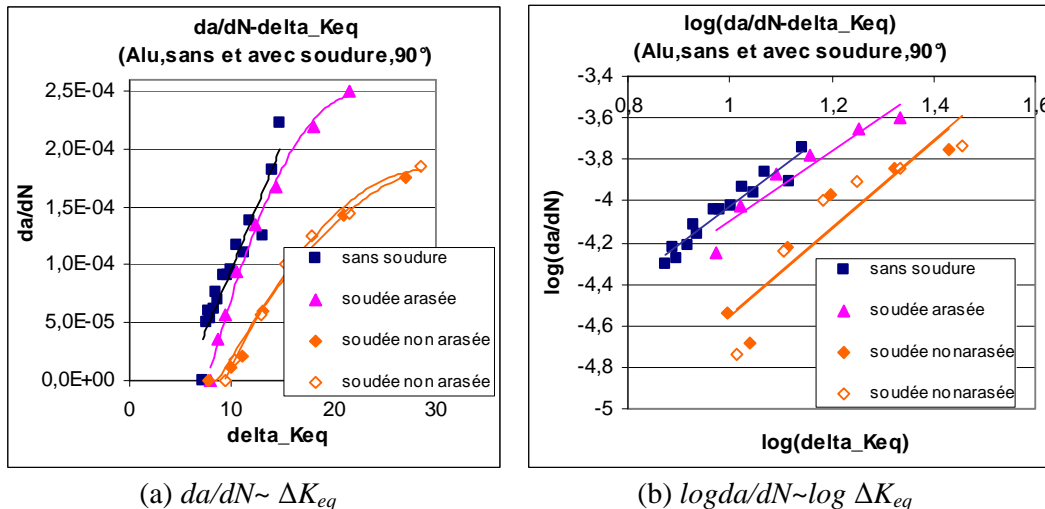 da/dN-delta_Keq
(Alu,sans et avec soudure,90°)
2,5E-04
2,0E-04
1,5E-04
1,0E-04
5,0E-05
0,0E+00
da/dN
0
10
20
30
delta_Keq
sans soudure
soudée arasée
soudée non arasée
soudée non arasée
(a) da/dN~ ΔKeq
log(da/dN-delta_Keq)
(Alu,sans et avec soudure,90°)
0,8
1
1,2
1,4
1,6
-3,4
-3,6
-3,8
-4
-4,2
-4,4
-4,6
-4,8
-5
log(da/dN)
log(delta_Keq)
sans soudure
soudée arasée
soudée nonarasée
soudée nonarasée
(b) logda/dN~log ΔKeq